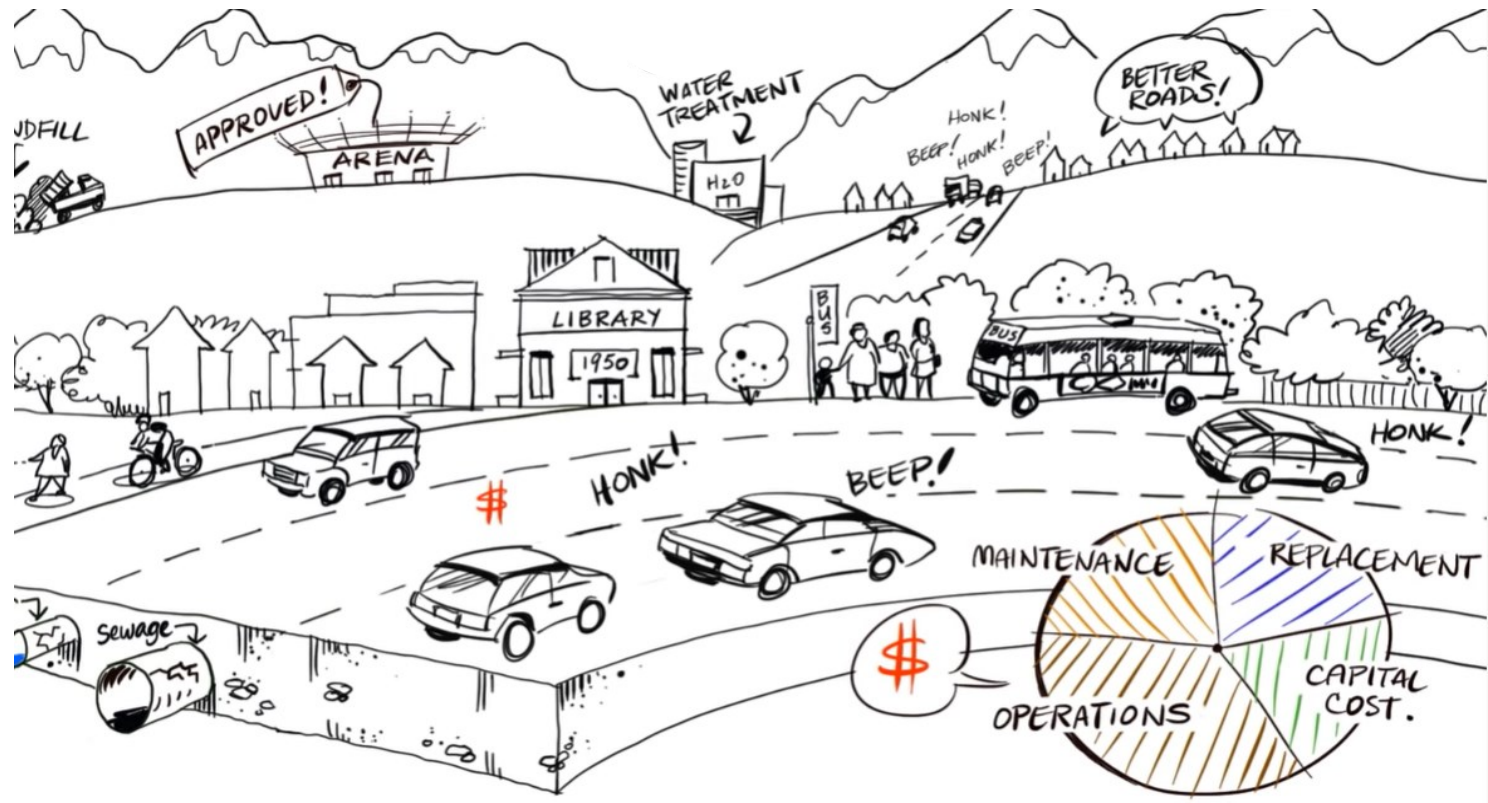 BETTER
ROADS!
WATER
TREATMENT
APPROVED!
HONK!
NDFILL
BEEP!
HONK!
BEEP!
ARENA
H2O
BUS
LIBRARY
BUS
1950
HONK!
HONK!
BEEP!
$
MAINTENANCE
REPLACEMENT
sewage
$
CAPITAL
COST.
OPERATIONS